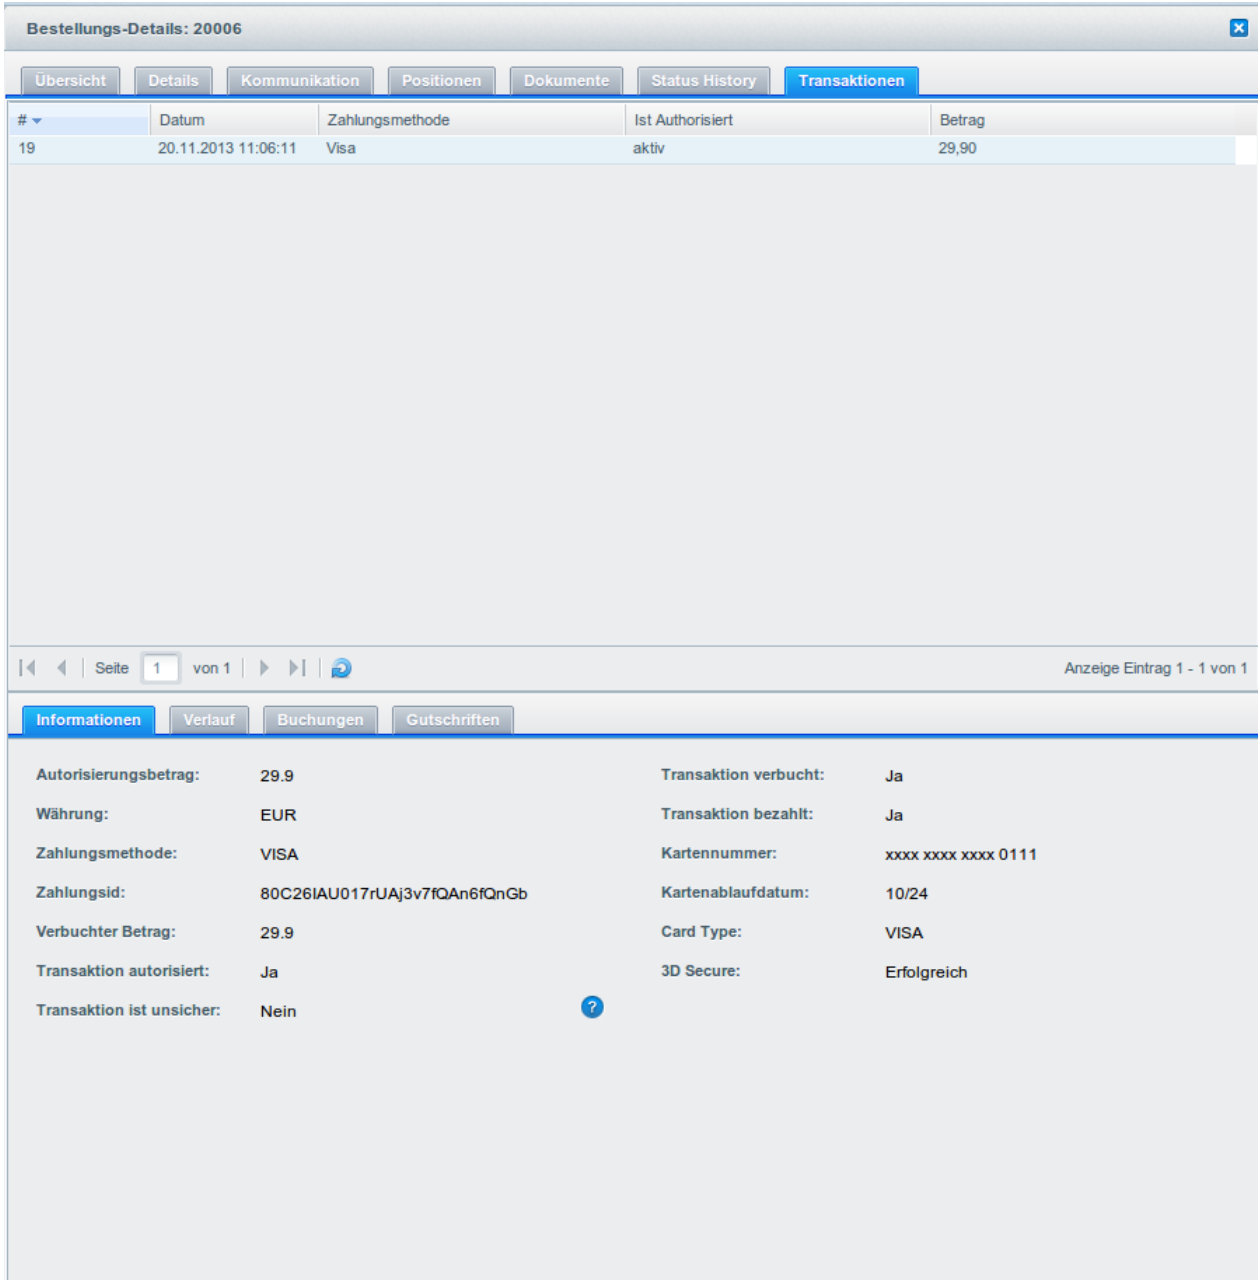 Bestellungs-Details: 20006
Übersicht Details Kommunikation Positionen Dokumente Status History Transaktionen
# Datum Zahlungsmethode Ist Authorisiert Betrag
19 20.11.2013 11:06:11 Visa aktiv 29,90
Seite 1 von 1 Anzeige Eintrag 1 - 1 von 1
Informationen Verlauf Buchungen Gutschriften
Autorisierungsbetrag: 29.9 Transaktion verbucht: Ja
Währung: EUR Transaktion bezahlt: Ja
Zahlungsmethode: VISA Kartennummer: xxxx xxxx xxxx 0111
Zahlungsid: 80C26IAU017rUAj3v7fQAn6fQnGb Kartenablaufdatum: 10/24
Verbuchter Betrag: 29.9 Card Type: VISA
Transaktion autorisiert: Ja 3D Secure: Erfolgreich
Transaktion ist unsicher: Nein ?